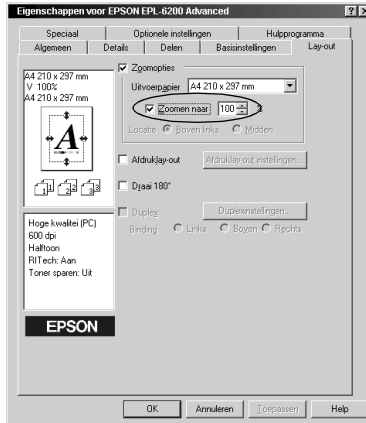 Eigenschappen voor EPSON EPL-6200 Advanced
Speciaal Optionele instellingen Hulpprogramma
Algemeen Details Delen Basisinstellingen Lay-out
A4 210 x 297 mm
V 100%
A4 210 x 297 mm
A
Hoge kwalitei (PC)
600 dpi
Halftoon
RITech: Aan
Toner sparen: Uit
EPSON
Zoomopties
Uitvoerpapier A4 210 x 297 mm
Zoomen naar 100 %
Locatie Boven links Midden
Afdruklay-out Afdruklay-out instellingen...
Draai 180°
Duplex Duplexinstellingen...
Binding Links Boven Rechts
OK Annuleren Toepassen Help